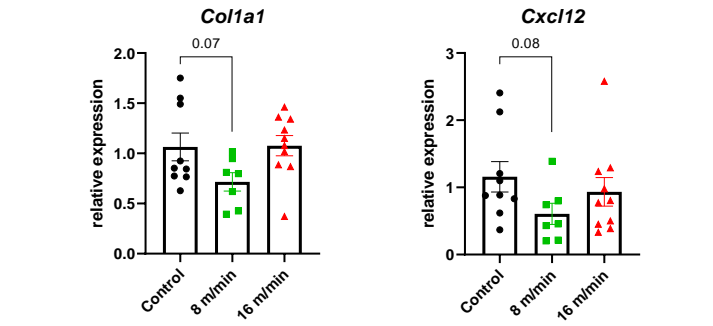 Col1a1
0.07
2.0
1.5
1.0
0.5
0.0
relative expression
Control
8 m/min
16 m/min
Cxcl12
0.08
3
2
1
0
relative expression
Control
8 m/min
16 m/min